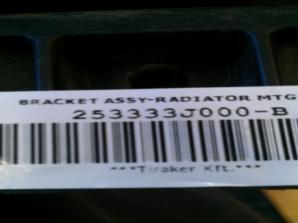 BRACKET ASSY-RADIATOR MTG
253333J000-B
***Tiraker Kft.***